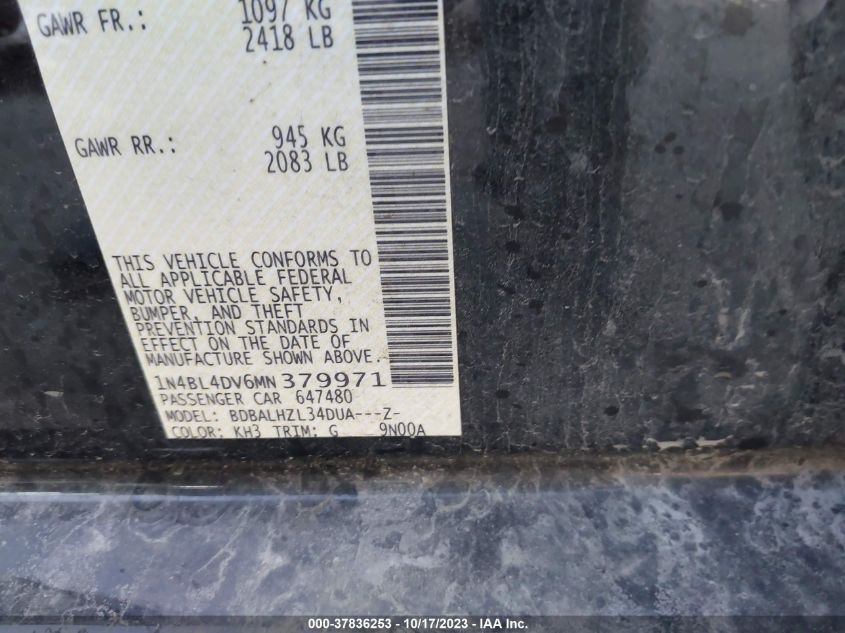 GAWR FR.: 1097 KG
2418 LB
GAWR RR.: 945 KG
2083 LB
THIS VEHICLE CONFORMS TO
ALL APPLICABLE FEDERAL
MOTOR VEHICLE SAFETY,
BUMPER, AND THEFT
PREVENTION STANDARDS IN
EFFECT ON THE DATE OF
MANUFACTURE SHOWN ABOVE.
1N4BL4DV6MN379971
PASSENGER CAR 647480
MODEL: BDBALHZL34DUA---Z-
COLOR: KH3 TRIM: G 9N00A
000-37836253 - 10/17/2023 - IAA Inc.